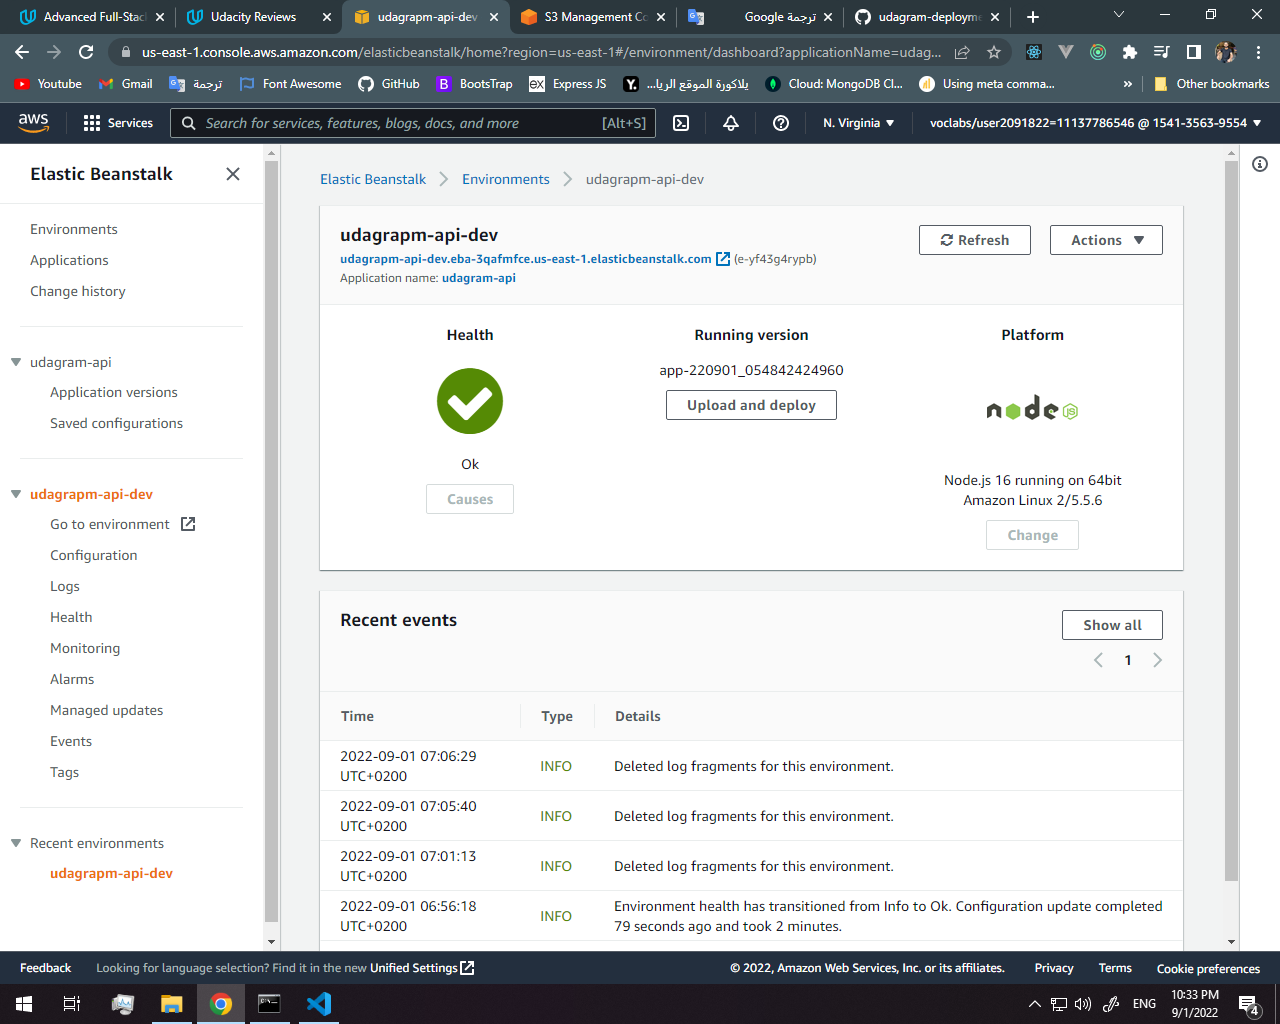 Advanced Full-Stac
Udacity Reviews
udagrapm-api-dev
S3 Management Co
ترجمة Google
udagram-deployme
us-east-1.console.aws.amazon.com/elasticbeanstalk/home?region=us-east-1#/environment/dashboard?applicationName=udag...
Youtube
Gmail
ترجمة
Font Awesome
GitHub
BootsTrap
Express JS
بلاكورة الموقع الريا...
Cloud: MongoDB Cl...
Using meta comma...
»
Other bookmarks
aws
Services
Search for services, features, blogs, docs, and more [Alt+S]
N. Virginia
voclabs/user2091822=11137786546 @ 1541-3563-9554
Elastic Beanstalk
Environments
Applications
Change history
udagram-api
Application versions
Saved configurations
udagrapm-api-dev
Go to environment
Configuration
Logs
Health
Monitoring
Alarms
Managed updates
Events
Tags
Recent environments
udagrapm-api-dev
Elastic Beanstalk > Environments > udagrapm-api-dev
udagrapm-api-dev
udagrapm-api-dev.eba-3qafmfce.us-east-1.elasticbeanstalk.com (e-yf43g4rypb)
Application name: udagram-api
Refresh
Actions
Health
Ok
Causes
Running version
app-220901_054842424960
Upload and deploy
Platform
node JS
Node.js 16 running on 64bit
Amazon Linux 2/5.5.6
Change
Recent events
Show all
1
Time Type Details
2022-09-01 07:06:29
UTC+0200
INFO
Deleted log fragments for this environment.
2022-09-01 07:05:40
UTC+0200
INFO
Deleted log fragments for this environment.
2022-09-01 07:01:13
UTC+0200
INFO
Deleted log fragments for this environment.
2022-09-01 06:56:18
UTC+0200
INFO
Environment health has transitioned from Info to Ok. Configuration update completed
79 seconds ago and took 2 minutes.
Feedback
Looking for language selection? Find it in the new Unified Settings
© 2022, Amazon Web Services, Inc. or its affiliates.
Privacy
Terms
Cookie preferences
ENG
10:33 PM
9/1/2022
4